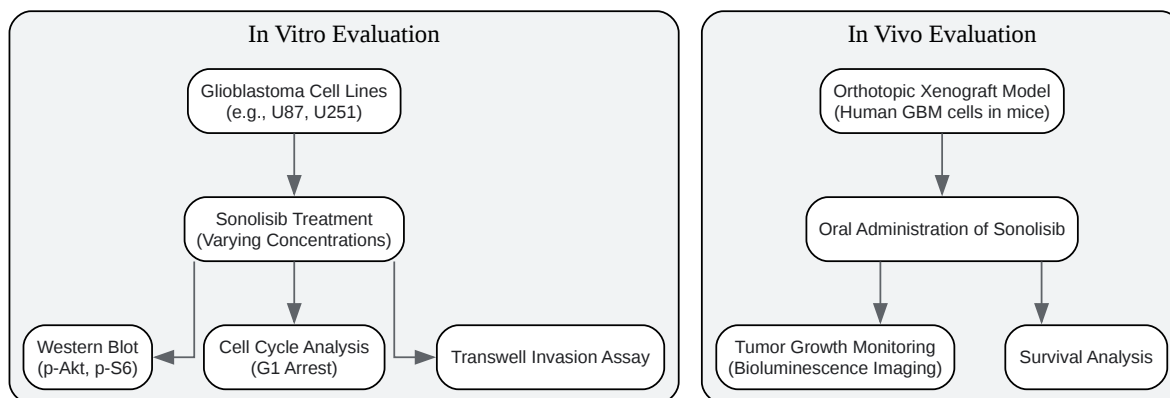 In Vitro Evaluation
Glioblastoma Cell Lines
(e.g., U87, U251)
Sonolisib Treatment
(Varying Concentrations)
Western Blot
(p-Akt, p-S6)
Cell Cycle Analysis
(G1 Arrest)
Transwell Invasion Assay
In Vivo Evaluation
Orthotopic Xenograft Model
(Human GBM cells in mice)
Oral Administration of Sonolisib
Tumor Growth Monitoring
(Bioluminescence Imaging)
Survival Analysis